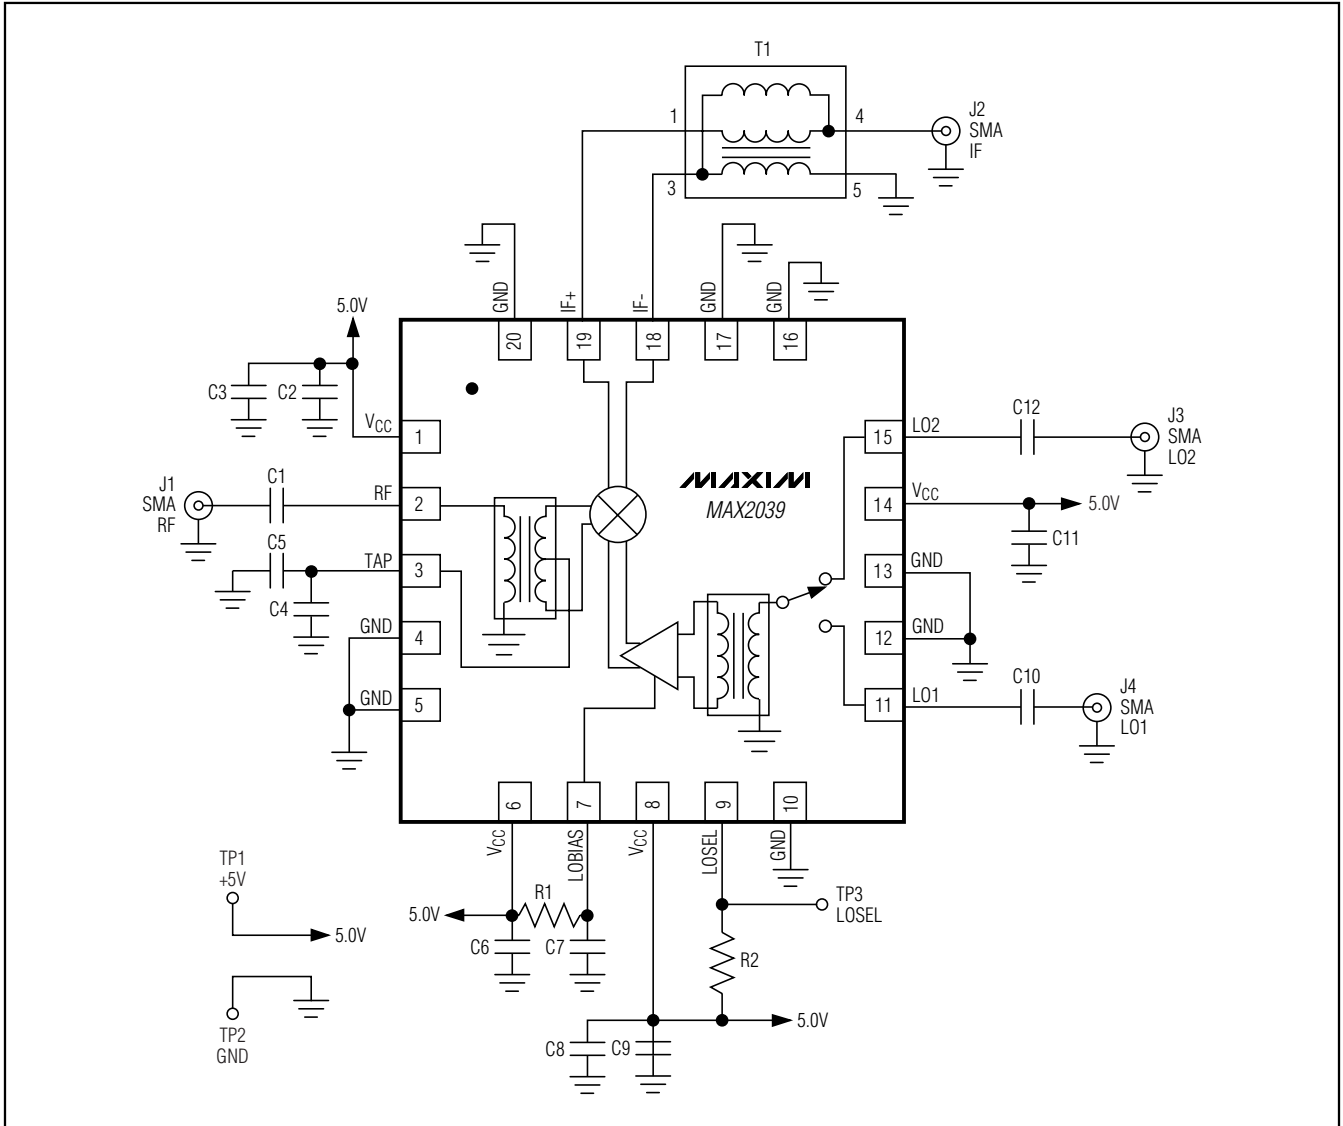 T1
1
4
3
5
J2
SMA
IF
GND
IF+
IF-
GND
GND
20
19
18
17
16
5.0V
C3
C2
VCC
1
J1
SMA
RF
C1
RF
2
C5
TAP
3
C4
GND
4
GND
5
MAXIM
MAX2039
15
LO2
C12
J3
SMA
LO2
14
VCC
5.0V
C11
13
GND
12
GND
11
LO1
C10
J4
SMA
LO1
6
7
8
9
10
VCC
LOBIAS
VCC
LOSEL
GND
TP1
+5V
5.0V
TP2
GND
5.0V
R1
C6
C7
TP3
LOSEL
R2
5.0V
C8
C9